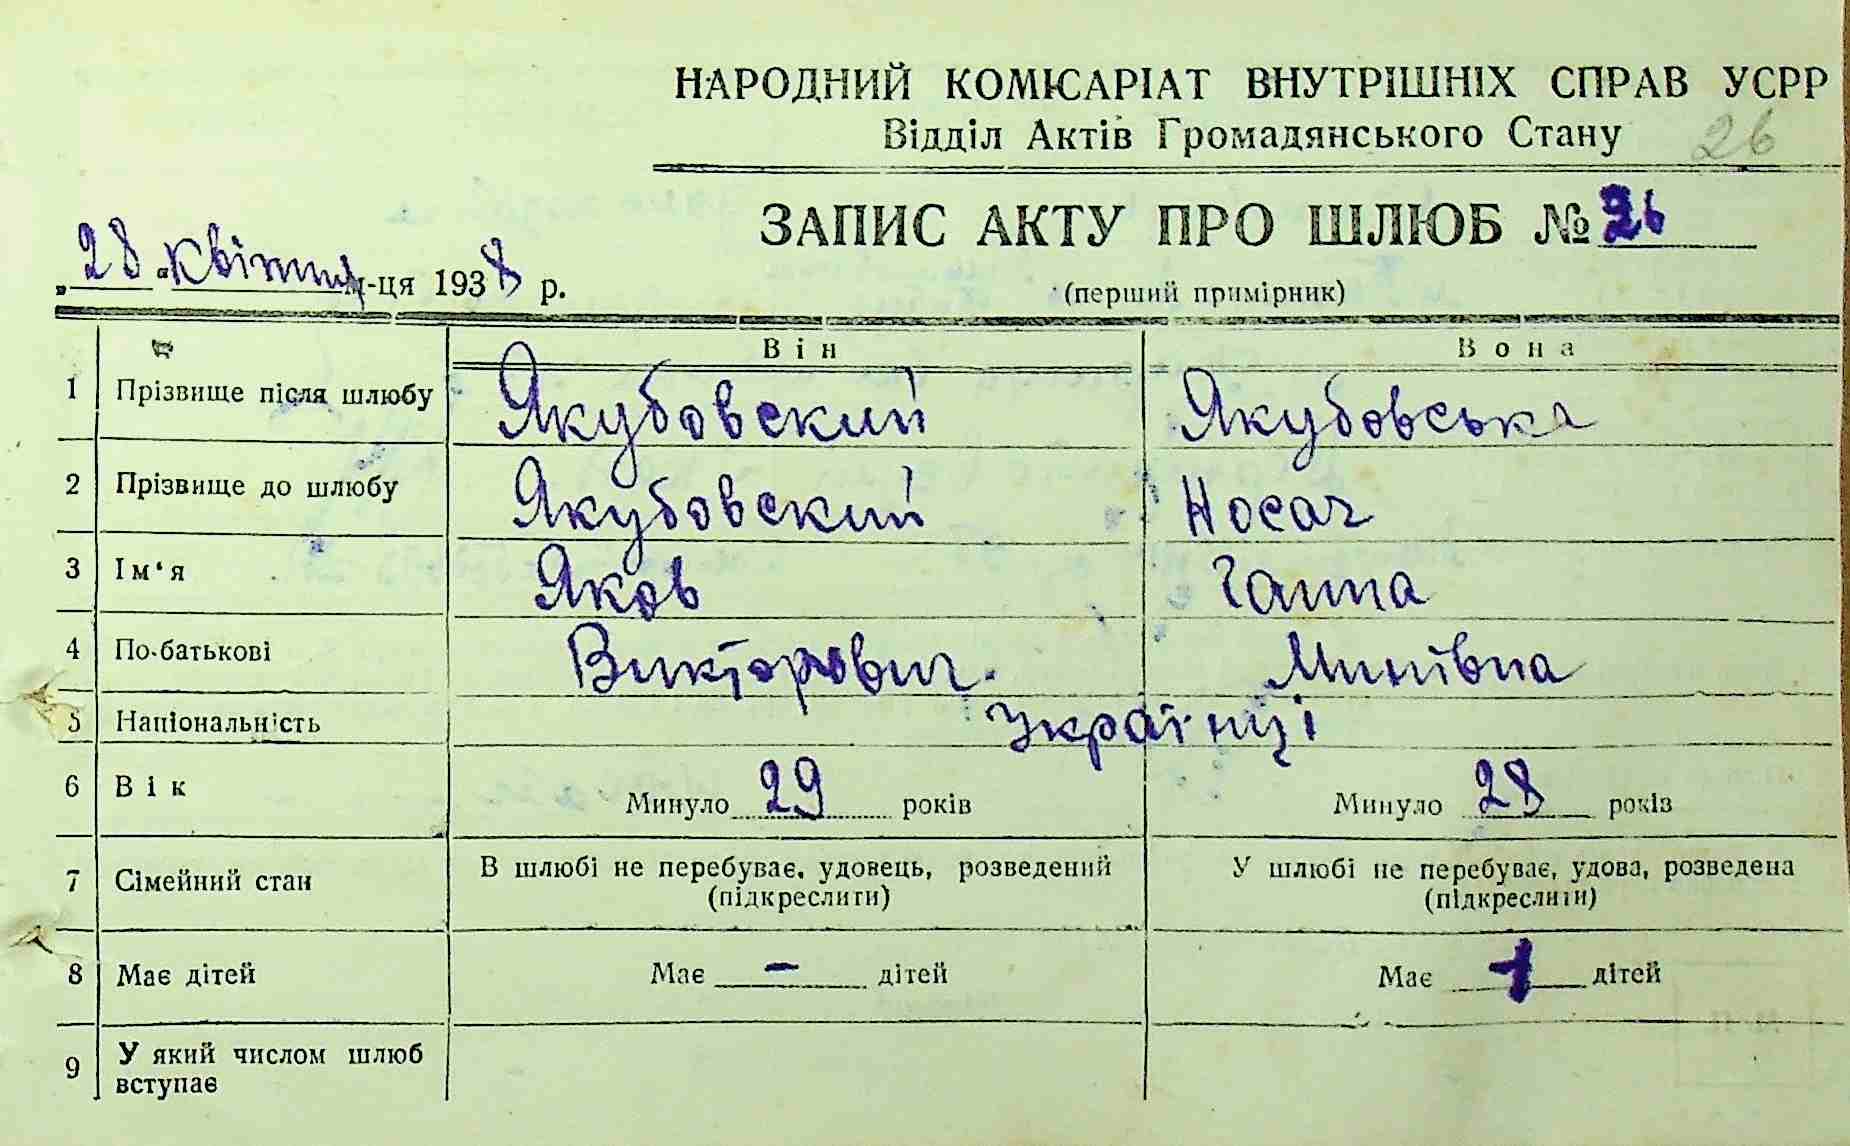 НАРОДНИЙ КОМІСАРІАТ ВНУТРІШНІХ СПРАВ УСРР
Відділ Актів Громадянського Стану 26
ЗАПИС АКТУ ПРО ШЛЮБ № 26
„28“ квітня м-ця 1938 р.
(перший примірник)
Він Вона
1 Прізвище після шлюбу Якубовский Якубовська
2 Прізвище до шлюбу Якубовский Носач
3 Ім‘я Яков Ганна
4 По-батькові Вікторович. Минівна
5 Національність українці
6 Вік Минуло 29 років Минуло 28 років
7 Сімейний стан В шлюбі не перебуває, удовець, розведений (підкреслити) У шлюбі не перебуває, удова, розведена (підкреслити)
8 Має дітей Має - дітей Має 1 дітей
9 У який числом шлюб
вступає